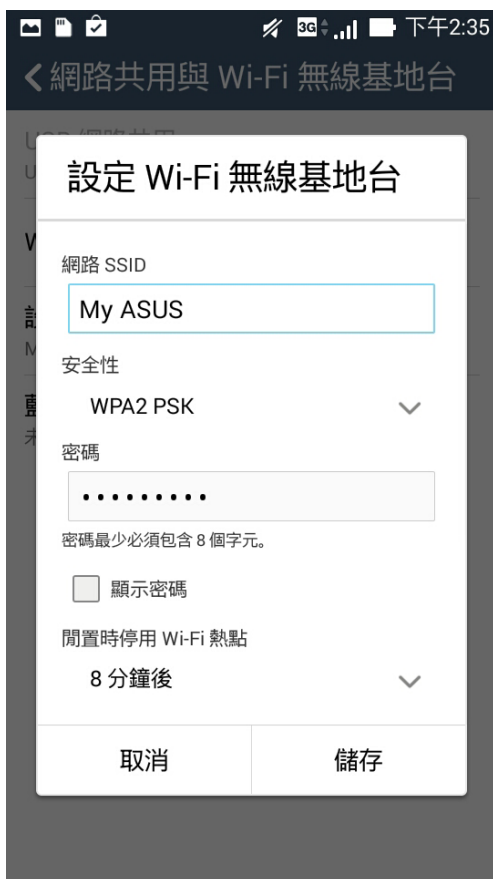 3G
下午2:35
網路共用與 Wi-Fi 無線基地台
設定 Wi-Fi 無線基地台
網路 SSID
My ASUS
安全性
WPA2 PSK
密碼
•••••••••
密碼最少必須包含 8 個字元。
顯示密碼
閒置時停用 Wi-Fi 熱點
8 分鐘後
取消
儲存